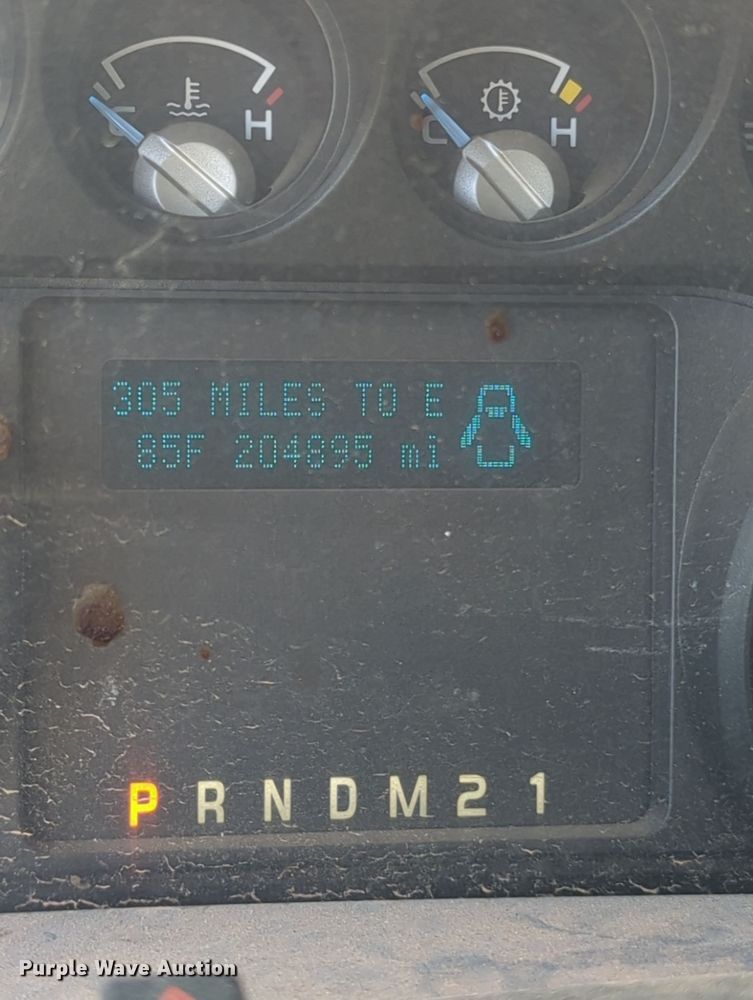 C H C H
305 MILES TO E
85F 204895 mi
P R N D M 2 1
Purple Wave Auction